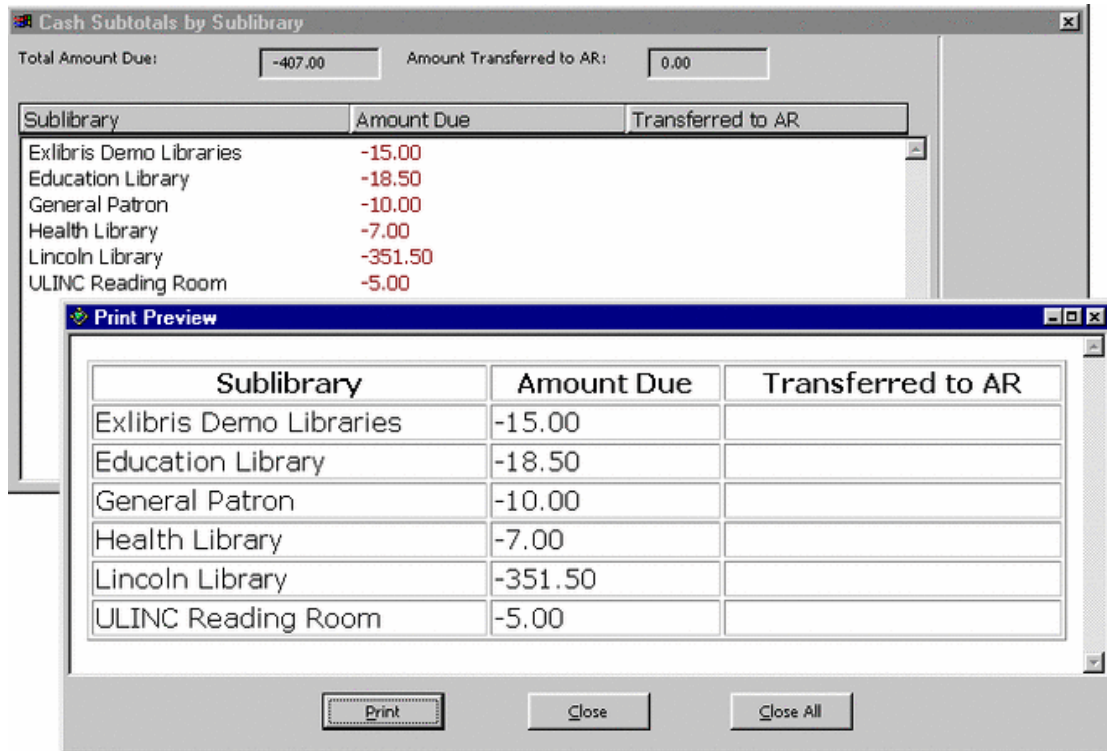 Cash Subtotals by Sublibrary
Total Amount Due: -407.00 Amount Transferred to AR: 0.00
Sublibrary Amount Due Transferred to AR
Exlibris Demo Libraries -15.00
Education Library -18.50
General Patron -10.00
Health Library -7.00
Lincoln Library -351.50
ULINC Reading Room -5.00
Print Preview
Sublibrary Amount Due Transferred to AR
Exlibris Demo Libraries -15.00
Education Library -18.50
General Patron -10.00
Health Library -7.00
Lincoln Library -351.50
ULINC Reading Room -5.00
Print Close Close All